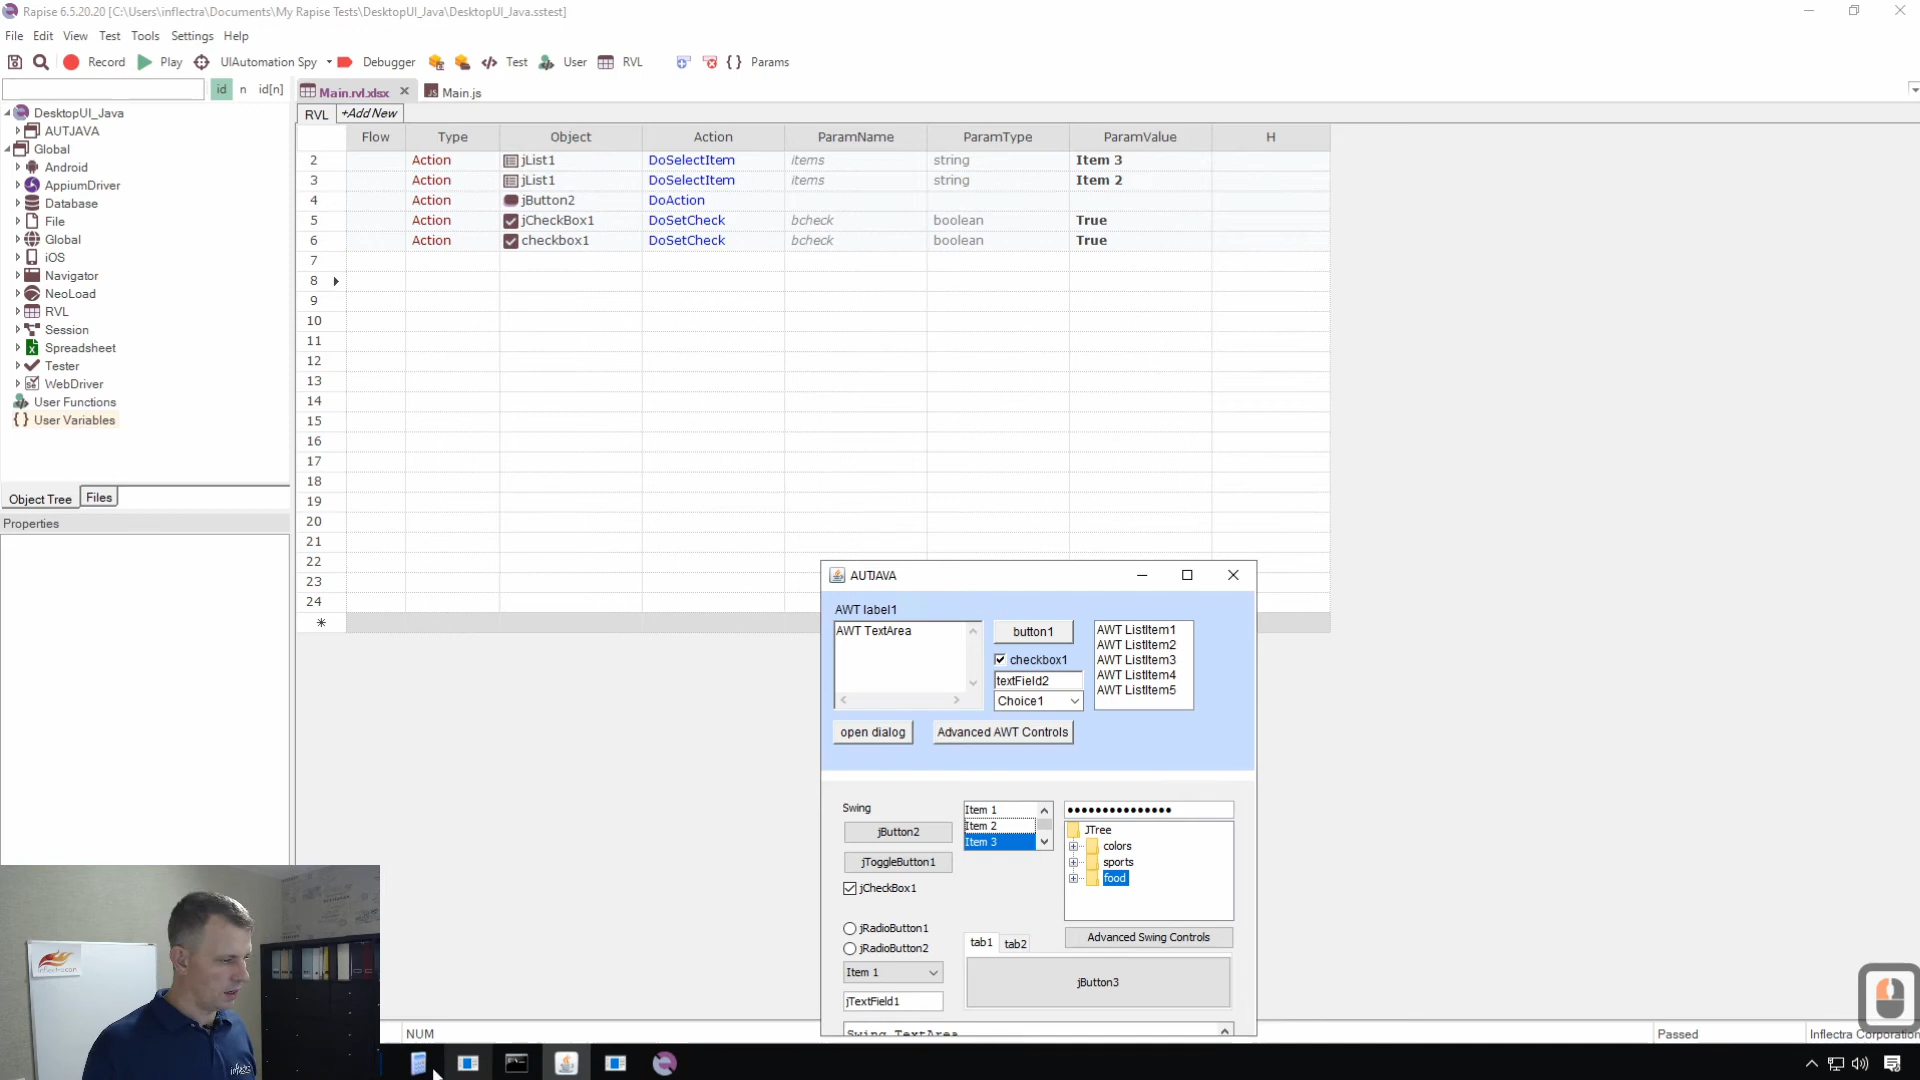 Rapise 6.5.20.20 [C:\Users\inflectra\Documents\My Rapise Tests\DesktopUI_Java\DesktopUI_Java.sstest]
File Edit View Test Tools Settings Help
Record Play UIAutomation Spy Debugger Test User RVL Params
id n id[n] Main.rvl.xlsx Main.js
RVL +Add New
DesktopUI_Java
AUTJAVA
Global
Android
AppiumDriver
Database
File
Global
iOS
Navigator
NeoLoad
RVL
Session
Spreadsheet
Tester
WebDriver
User Functions
User Variables
Object Tree Files
Properties
Flow Type Object Action ParamName ParamType ParamValue H
2 Action jList1 DoSelectItem items string Item 3
3 Action jList1 DoSelectItem items string Item 2
4 Action jButton2 DoAction
5 Action jCheckBox1 DoSetCheck bcheck boolean True
6 Action checkbox1 DoSetCheck bcheck boolean True
7
8
9
10
11
12
13
14
15
16
17
18
19
20
21
22
23
24
AUTJAVA
AWT label1
AWT TextArea
button1
checkbox1
textField2
Choice1
AWT ListItem1
AWT ListItem2
AWT ListItem3
AWT ListItem4
AWT ListItem5
open dialog Advanced AWT Controls
Swing
jButton2
jToggleButton1
jCheckBox1
jRadioButton1
jRadioButton2
Item 1
jTextField1
Item 1
Item 2
Item 3
JTree
colors
sports
food
Advanced Swing Controls
tab1 tab2
jButton3
Swing TextArea
inflectracon
NUM Passed Inflectra Corporation